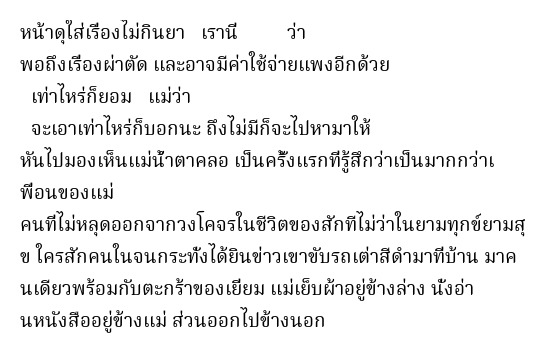 หน้าดุใส่เรื่องไม่กินยา เรานี่ ว่า
พอถึงเรื่องผ่าตัด และอาจมีค่าใช้จ่ายแพงอีกด้วย
เท่าไหร่ก็ยอม แม่ว่า
จะเอาเท่าไหร่ก็บอกนะ ถึงไม่มีก็จะไปหามาให้
หันไปมองเห็นแม่น้ำตาคลอ เป็นครั้งแรกที่รู้สึกว่าเป็นมากกว่าเ
พื่อนของแม่
คนที่ไม่หลุดออกจากวงโคจรในชีวิตของสักที่ไม่ว่าในยามทุกข์ยามสุ
ข ใครสักคนในจนกระทั่งได้ยินข่าวเขาขับรถเต่าสีดำมาที่บ้าน มาค
นเดียวพร้อมกับตะกร้าของเยี่ยม แม่เย็บผ้าอยู่ข้างล่าง นั่งอ่า
นหนังสืออยู่ข้างแม่ ส่วนออกไปข้างนอก